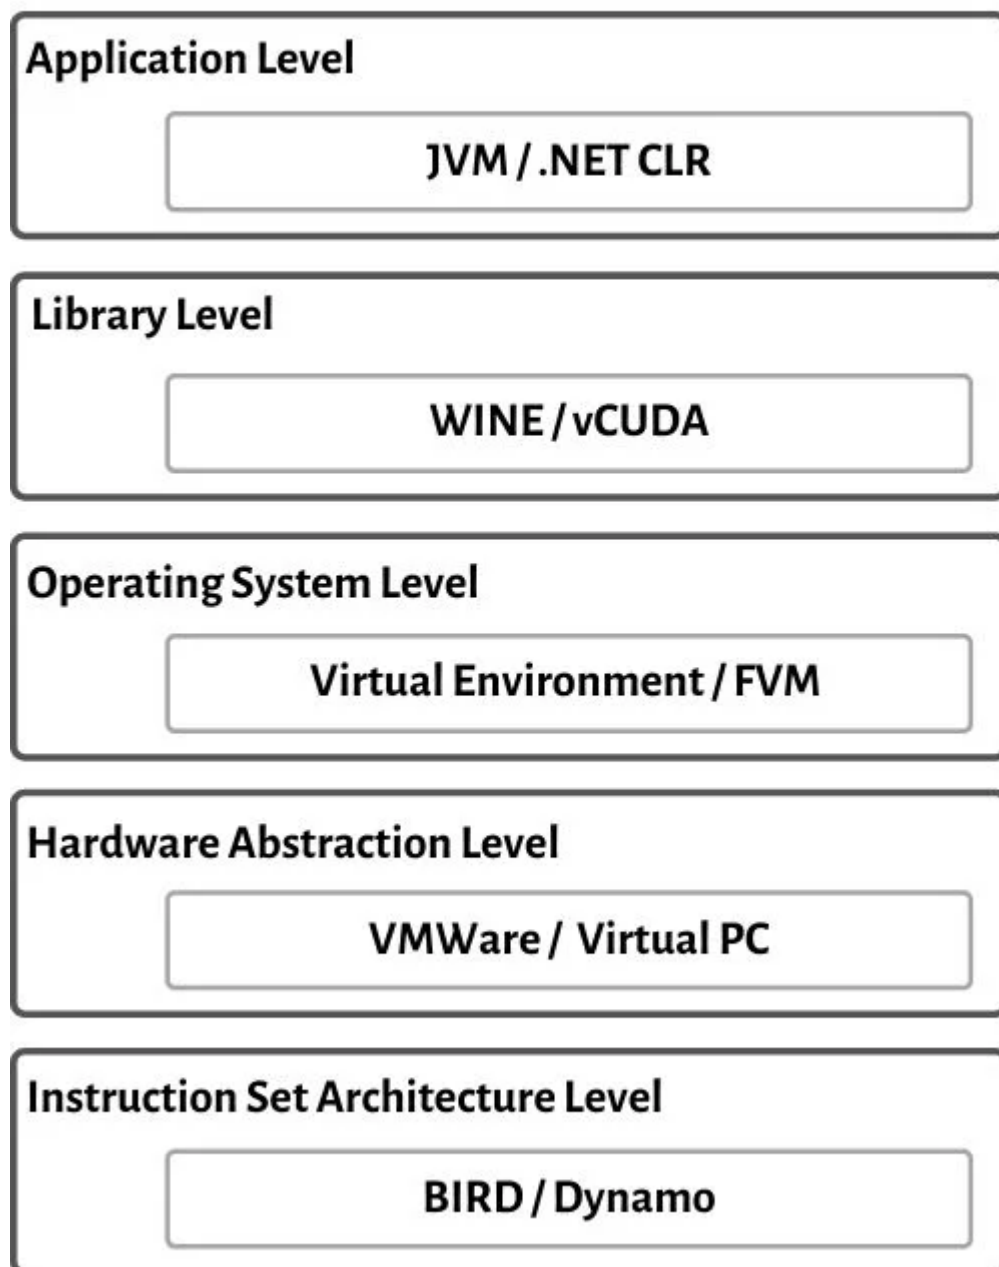 Application Level
JVM / .NET CLR
Library Level
WINE / vCUDA
Operating System Level
Virtual Environment / FVM
Hardware Abstraction Level
VMWare / Virtual PC
Instruction Set Architecture Level
BIRD / Dynamo